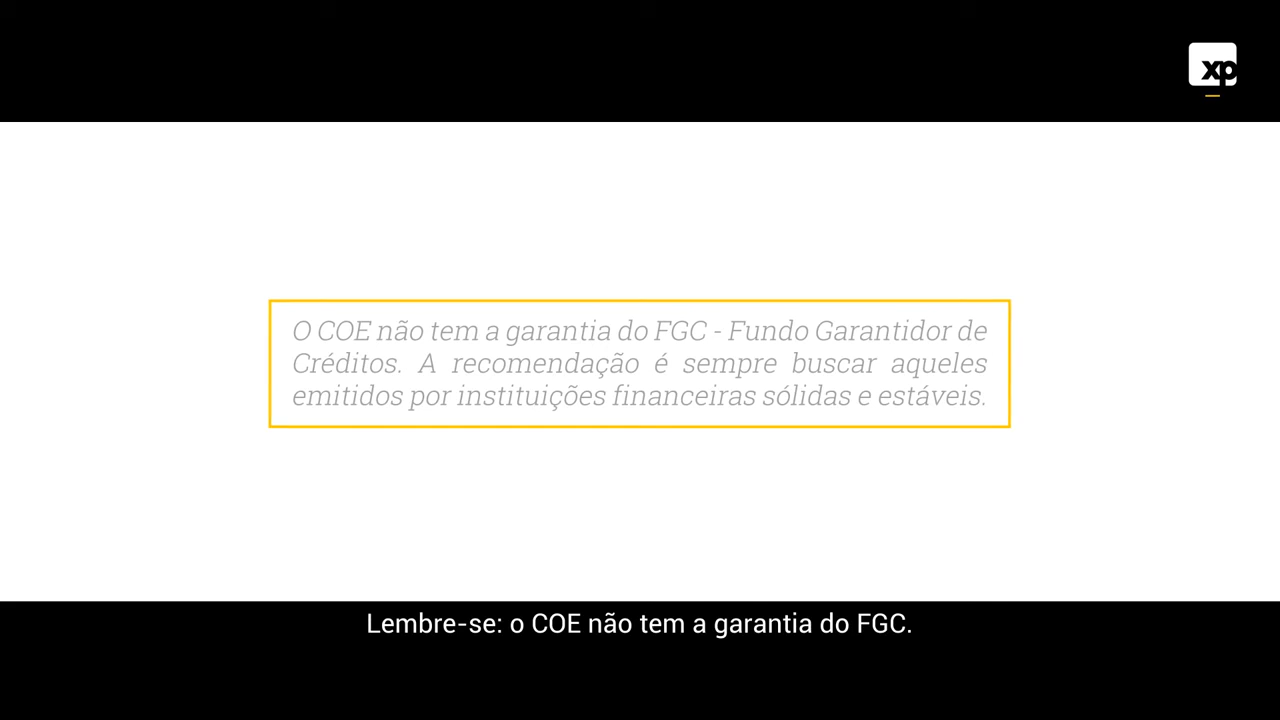 xp
O COE não tem a garantia do FGC - Fundo Garantidor de
Créditos. A recomendação é sempre buscar aqueles
emitidos por instituições financeiras sólidas e estáveis.
Lembre-se: o COE não tem a garantia do FGC.